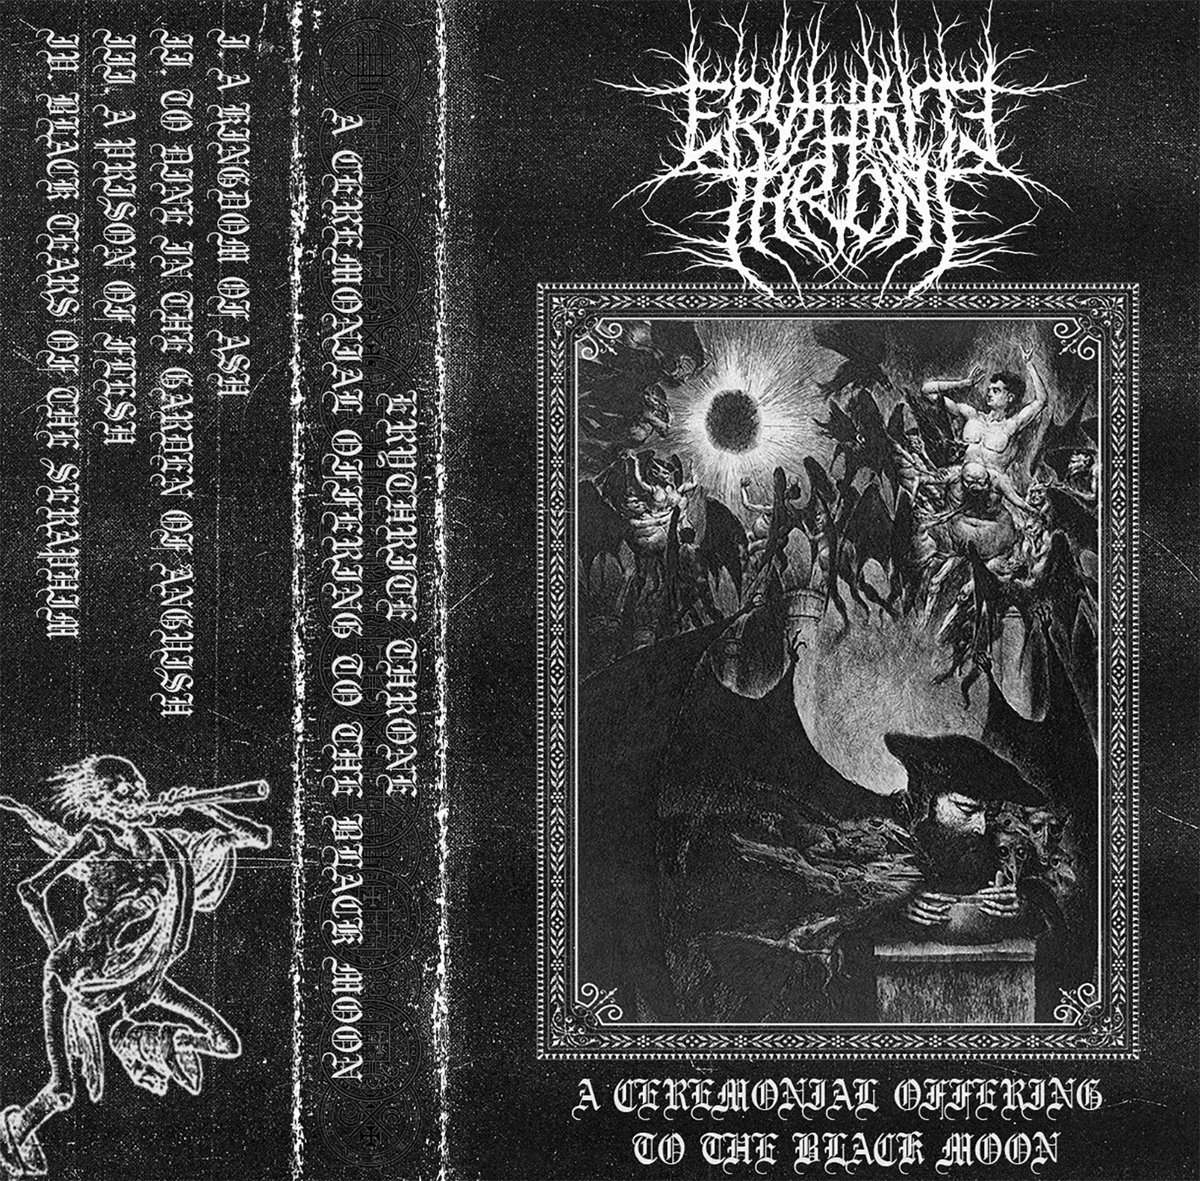 I. A KINGDOM OF ASH
II. TO DINE IN THE GARDEN OF ANGUISH
III. A PRISON OF FLESH
IV. BLACK TEARS OF THE SERAPHIM
ERYTHRITE THRONE
A CEREMONIAL OFFERING TO THE BLACK MOON
ERYTHRITE
THRONE
A CEREMONIAL OFFERING
TO THE BLACK MOON